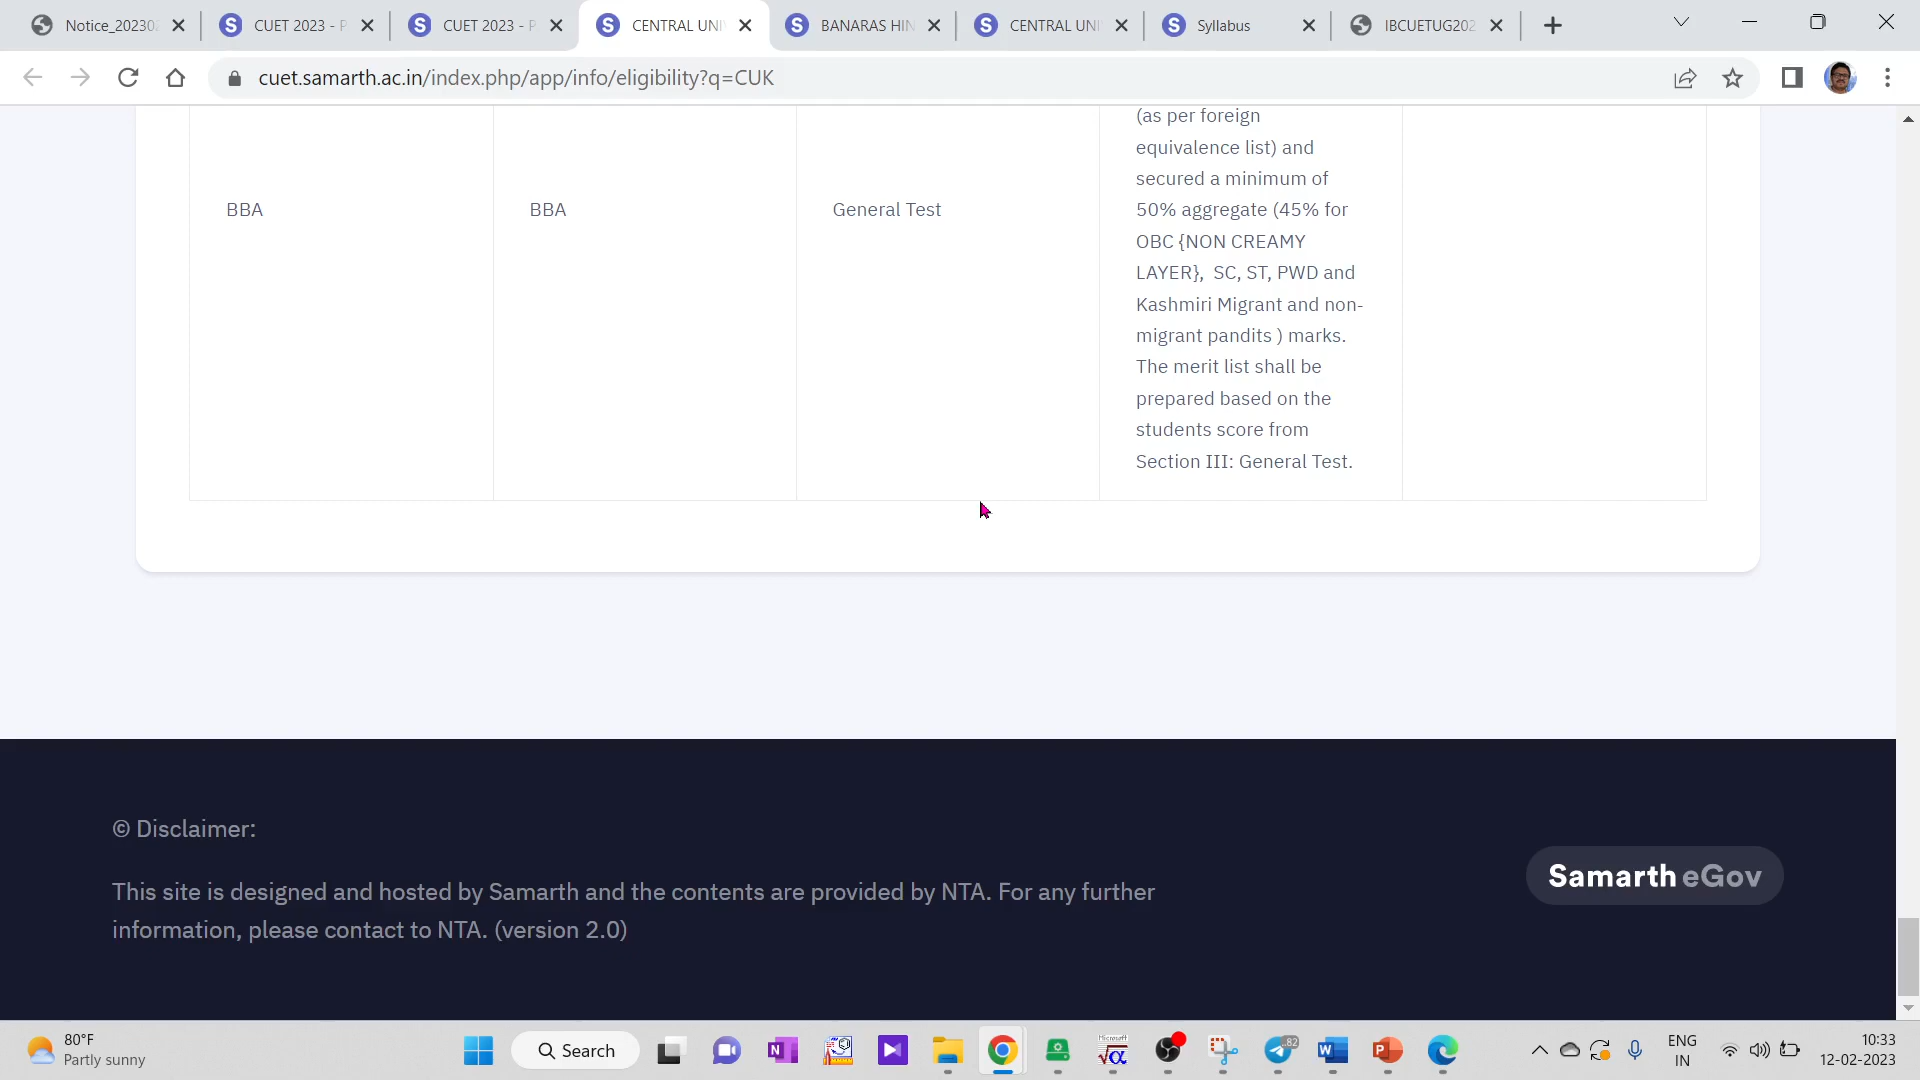 Notice_20230
CUET 2023 - P
CUET 2023 - P
CENTRAL UNI
BANARAS HIN
CENTRAL UNI
Syllabus
IBCUETUG202
cuet.samarth.ac.in/index.php/app/info/eligibility?q=CUK
BBA
BBA
General Test
(as per foreign
equivalence list) and
secured a minimum of
50% aggregate (45% for
OBC {NON CREAMY
LAYER}, SC, ST, PWD and
Kashmiri Migrant and non-
migrant pandits ) marks.
The merit list shall be
prepared based on the
students score from
Section III: General Test.
© Disclaimer:
This site is designed and hosted by Samarth and the contents are provided by NTA. For any further
information, please contact to NTA. (version 2.0)
Samarth eGov
80°F
Partly sunny
Search
Microsoft
82
ENG
IN
10:33
12-02-2023